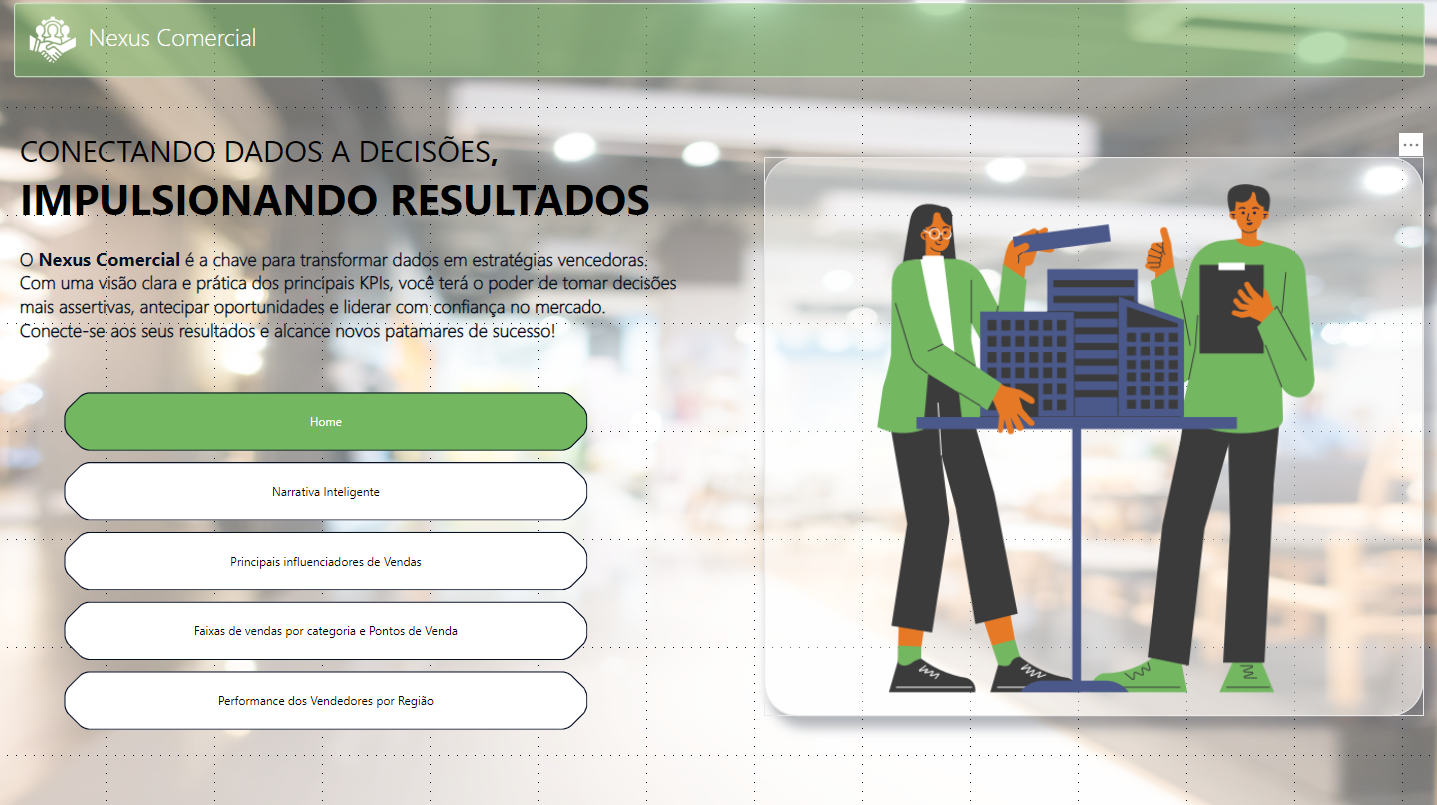 Nexus Comercial
CONECTANDO DADOS A DECISÕES,
IMPULSIONANDO RESULTADOS
O Nexus Comercial é a chave para transformar dados em estratégias vencedoras.
Com uma visão clara e prática dos principais KPIs, você terá o poder de tomar decisões
mais assertivas, antecipar oportunidades e liderar com confiança no mercado.
Conecte-se aos seus resultados e alcance novos patamares de sucesso!
Home
Narrativa Inteligente
Principais influenciadores de Vendas
Faixas de vendas por categoria e Pontos de Venda
Performance dos Vendedores por Região